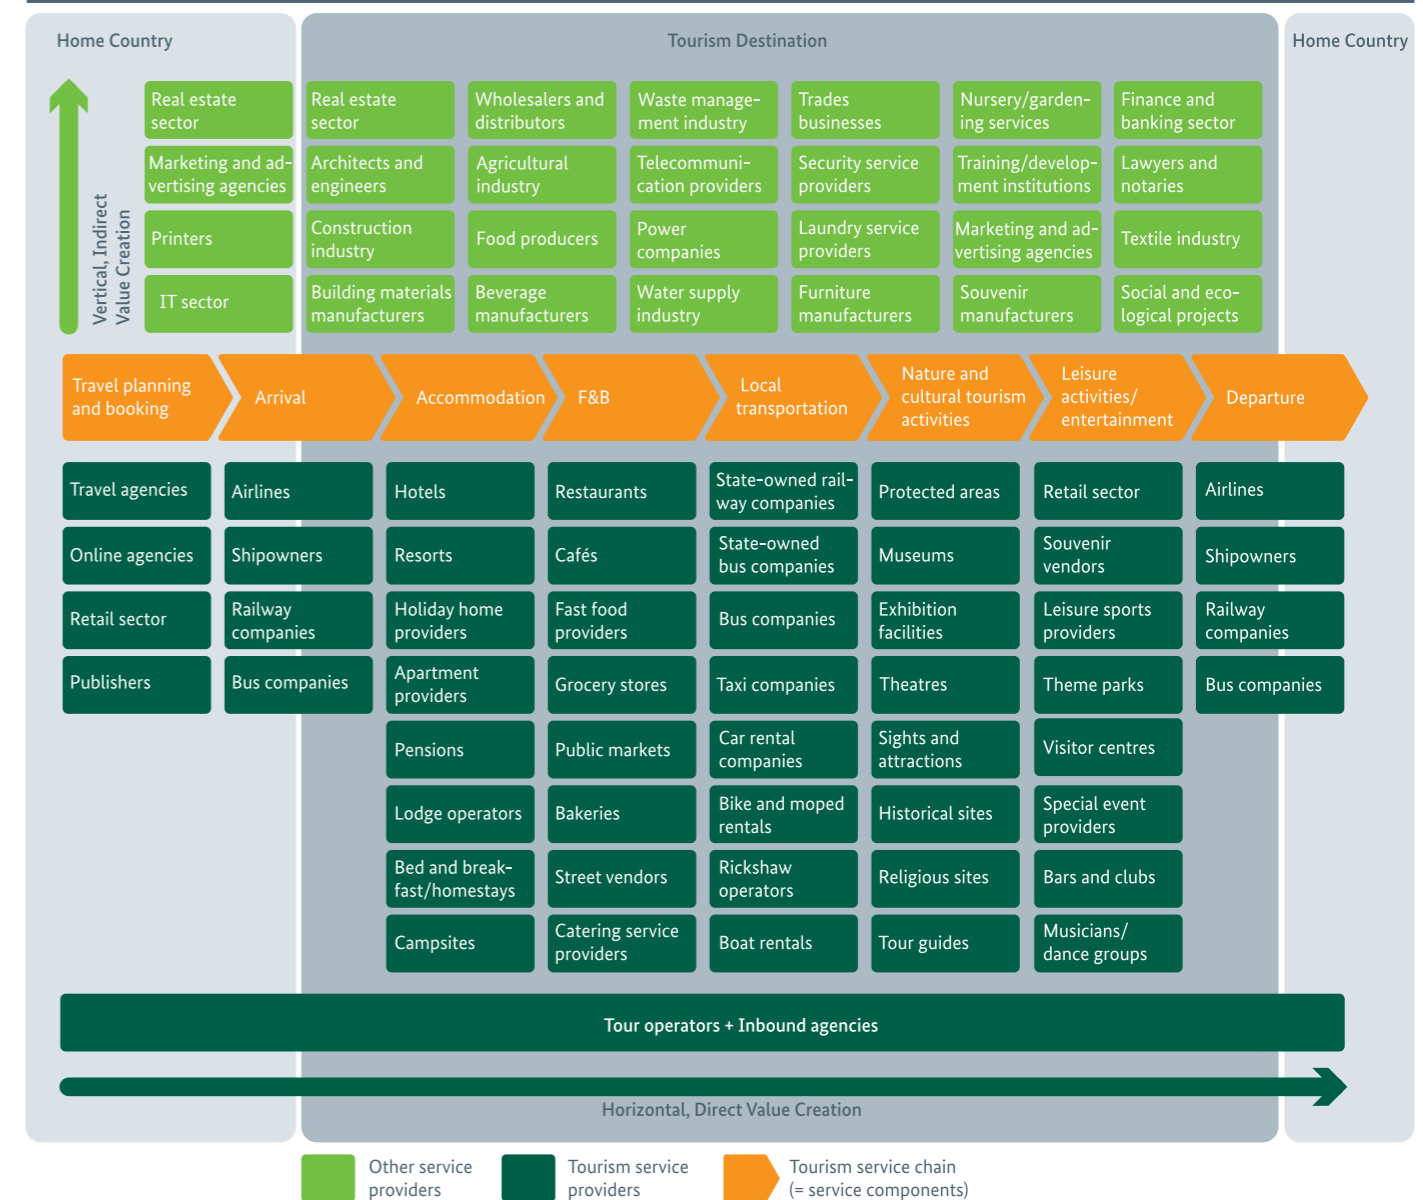 Home Country
Tourism Destination
Home Country
Vertical, Indirect
Value Creation
Real estate
sector
Real estate
sector
Wholesalers and
distributors
Waste manage-
ment industry
Trades
businesses
Nursery/garden-
ing services
Finance and
banking sector
Marketing and ad-
vertising agencies
Architects and
engineers
Agricultural
industry
Telecommuni-
cation providers
Security service
providers
Training/develop-
ment institutions
Lawyers and
notaries
Printers
Construction
industry
Food producers
Power
companies
Laundry service
providers
Marketing and ad-
vertising agencies
Textile industry
IT sector
Building materials
manufacturers
Beverage
manufacturers
Water supply
industry
Furniture
manufacturers
Souvenir
manufacturers
Social and eco-
logical projects
Travel planning
and booking
Arrival
Accommodation
F&B
Local
transportation
Nature and
cultural tourism
activities
Leisure
activities/
entertainment
Departure
Travel agencies
Airlines
Hotels
Restaurants
State-owned rail-
way companies
Protected areas
Retail sector
Airlines
Online agencies
Shipowners
Resorts
Cafés
State-owned
bus companies
Museums
Souvenir
vendors
Shipowners
Retail sector
Railway
companies
Holiday home
providers
Fast food
providers
Bus companies
Exhibition
facilities
Leisure sports
providers
Railway
companies
Publishers
Bus companies
Apartment
providers
Grocery stores
Taxi companies
Theatres
Theme parks
Bus companies
Pensions
Public markets
Car rental
companies
Sights and
attractions
Visitor centres
Lodge operators
Bakeries
Bike and moped
rentals
Historical sites
Special event
providers
Bed and break-
fast/homestays
Street vendors
Rickshaw
operators
Religious sites
Bars and clubs
Campsites
Catering service
providers
Boat rentals
Tour guides
Musicians/
dance groups
Tour operators + Inbound agencies
Horizontal, Direct Value Creation
Other service
providers
Tourism service
providers
Tourism service chain
(= service components)